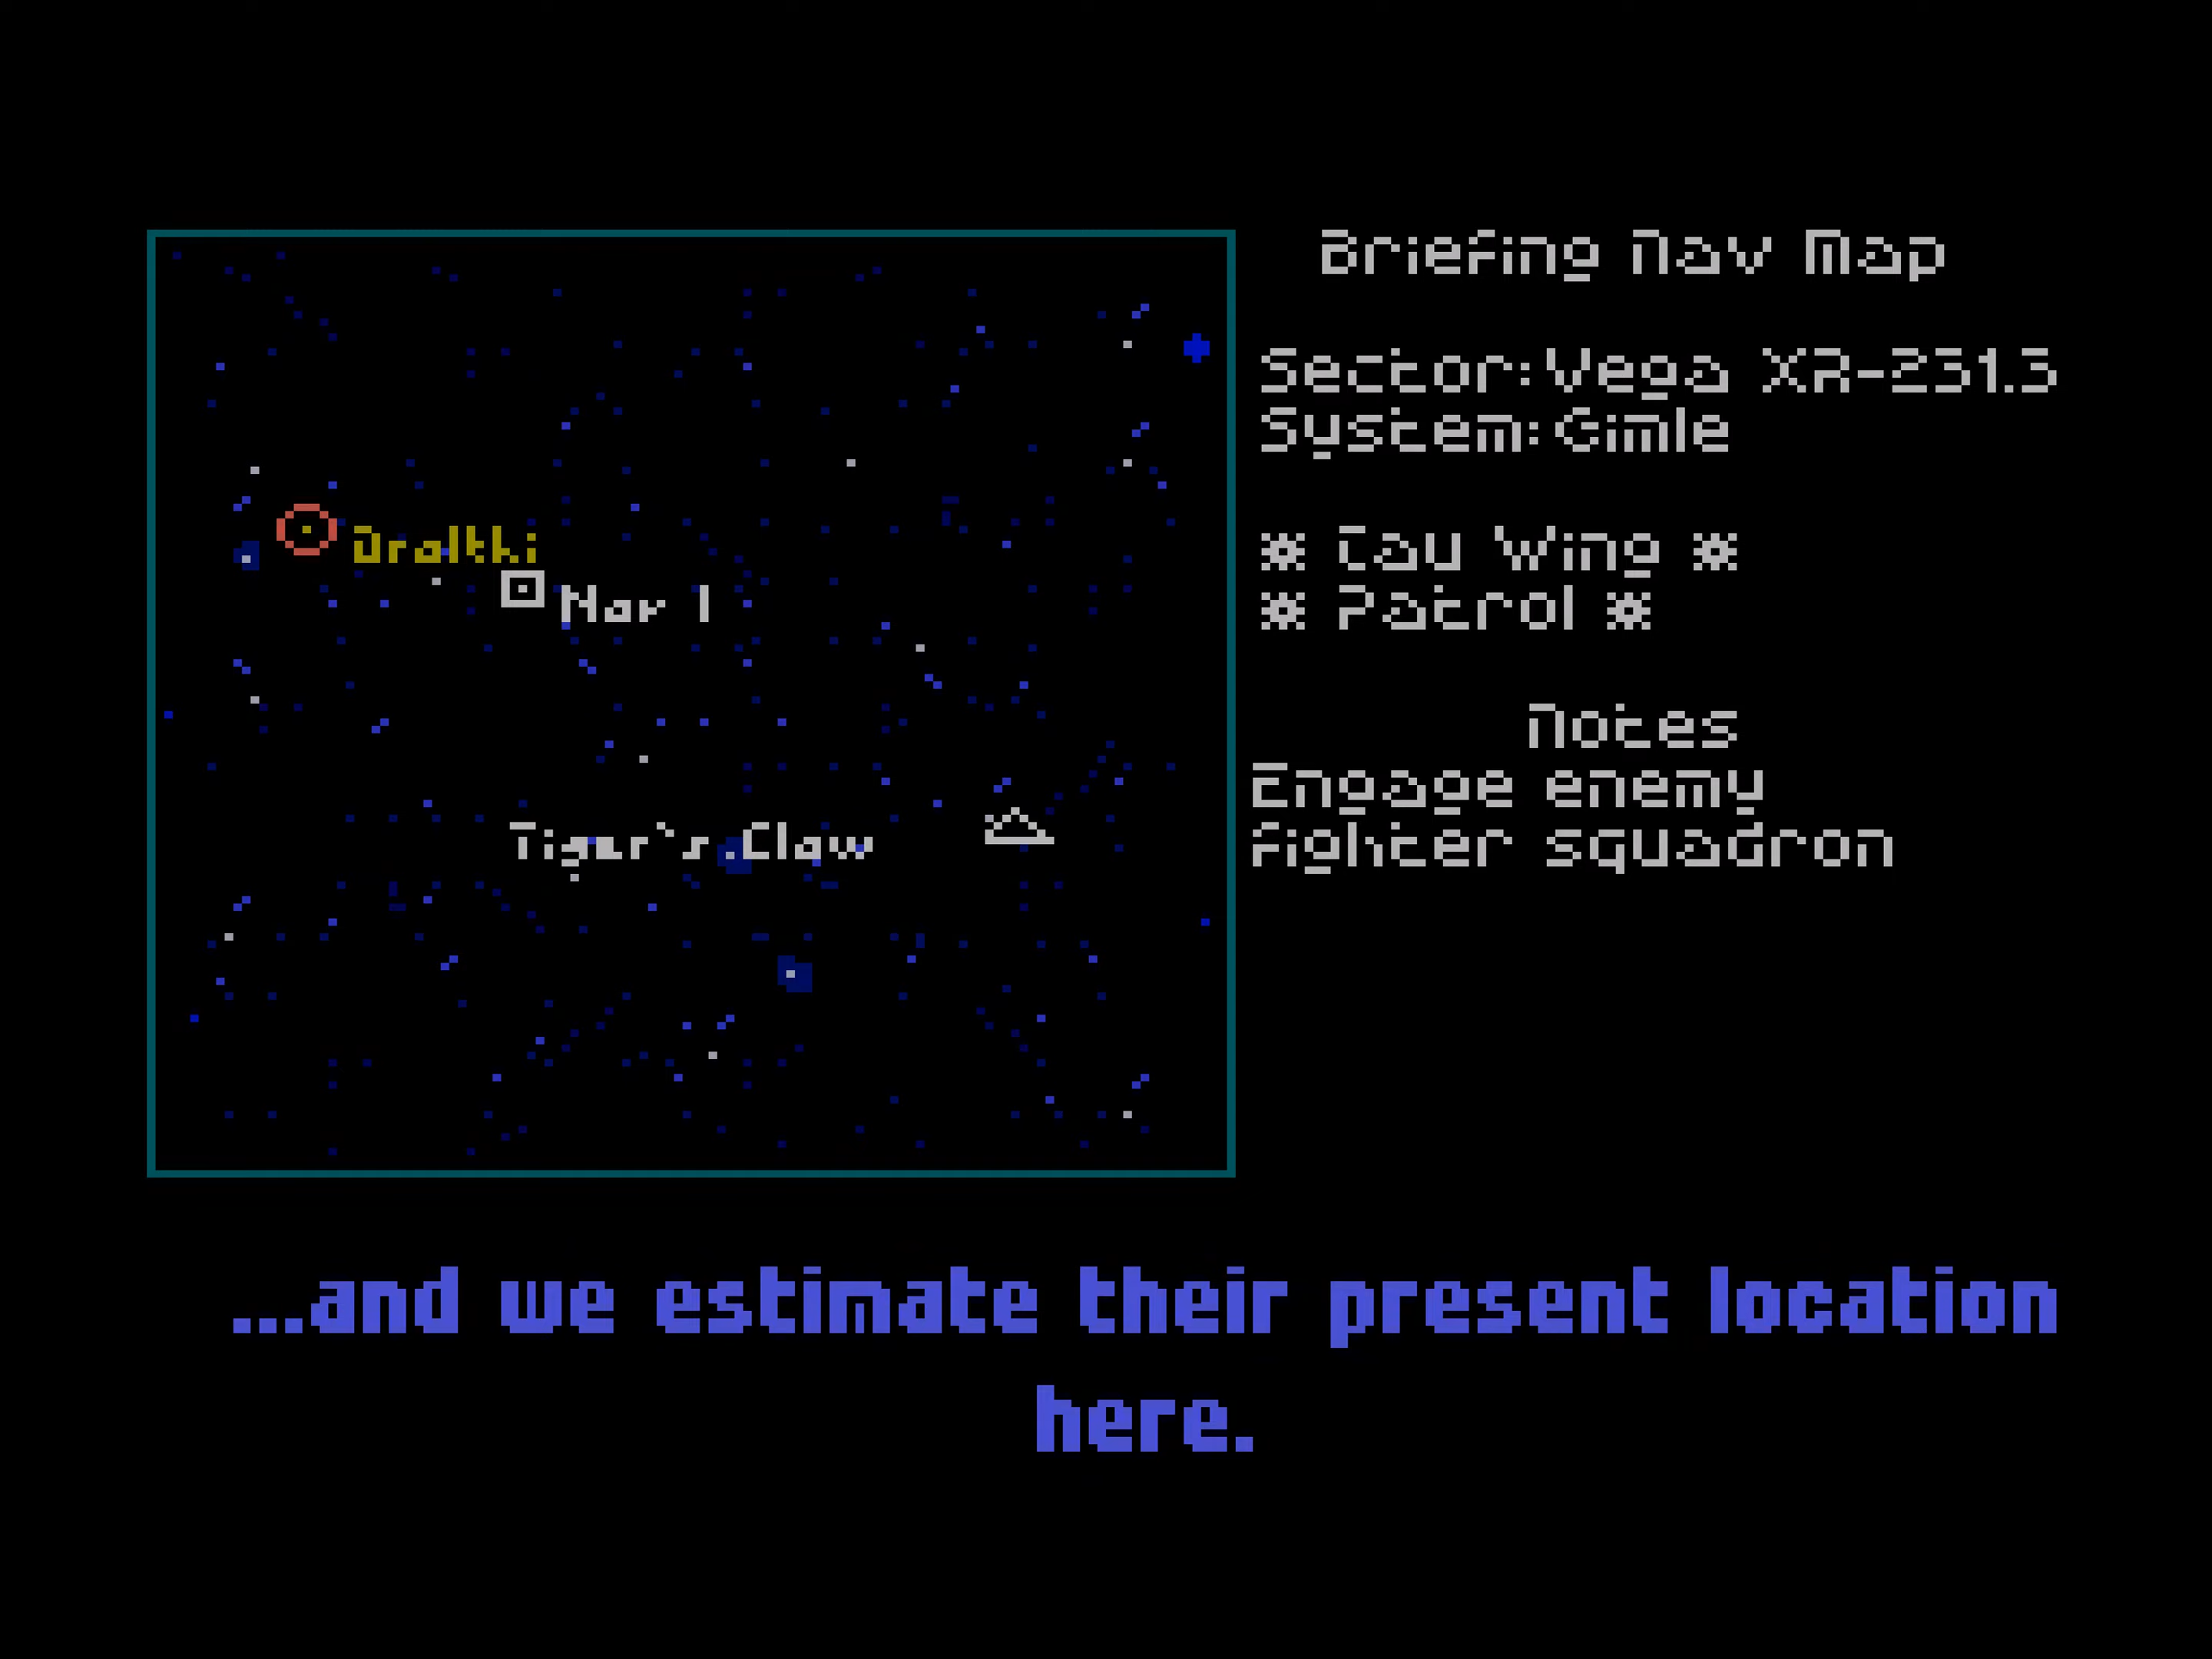 Briefing Nav Map
Sector: Vega XR-231.3
System: Gimle
Dralthi
* Tau Wing *
Nav 1
* Patrol *
Notes
Engage enemy
Tiger's Claw
fighter squadron
...and we estimate their present location
here.